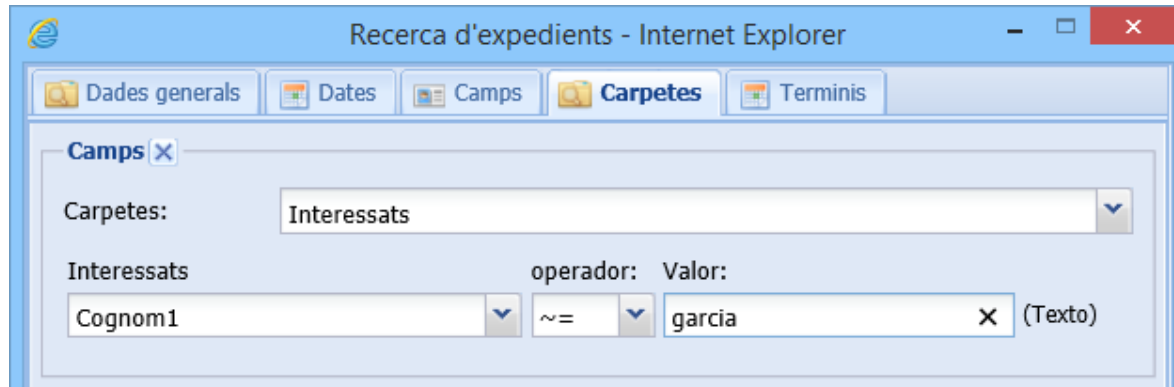 Recerca d'expedients - Internet Explorer
Dades generals Dates Camps Carpetes Terminis
Camps
Carpetes: Interessats
Interessats operador: Valor:
Cognom1 ~= garcia (Texto)